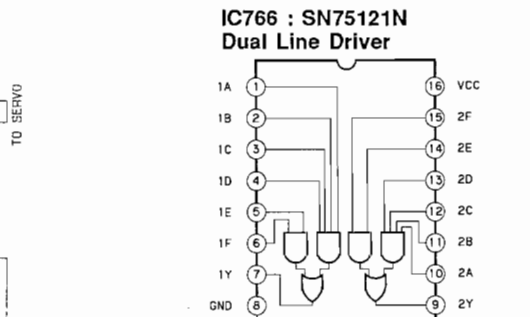 IC766 : SN75121N
Dual Line Driver
TO SERVO
1A 1 16 VCC
1B 2 15 2F
1C 3 14 2E
1D 4 13 2D
1E 5 12 2C
1F 6 11 2B
1Y 7 10 2A
GND 8 9 2Y